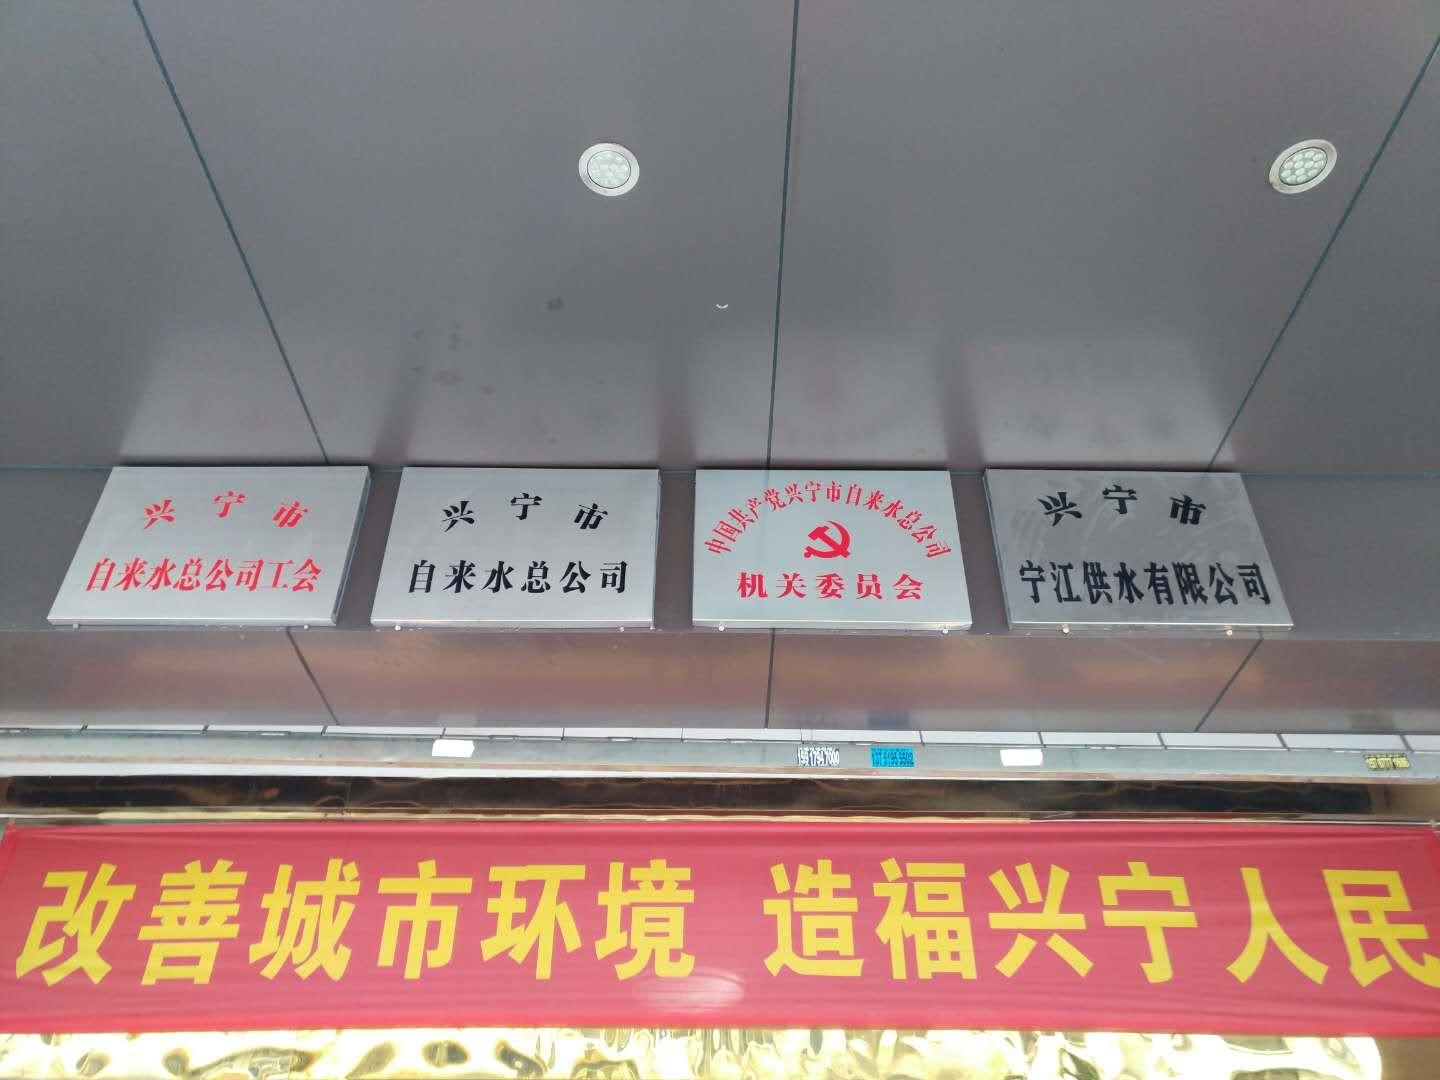 兴宁市
自来水总公司工会
兴宁市
自来水总公司
中国共产党兴宁市自来水总公司
机关委员会
兴宁市
宁江供水有限公司
改善城市环境 造福兴宁人民